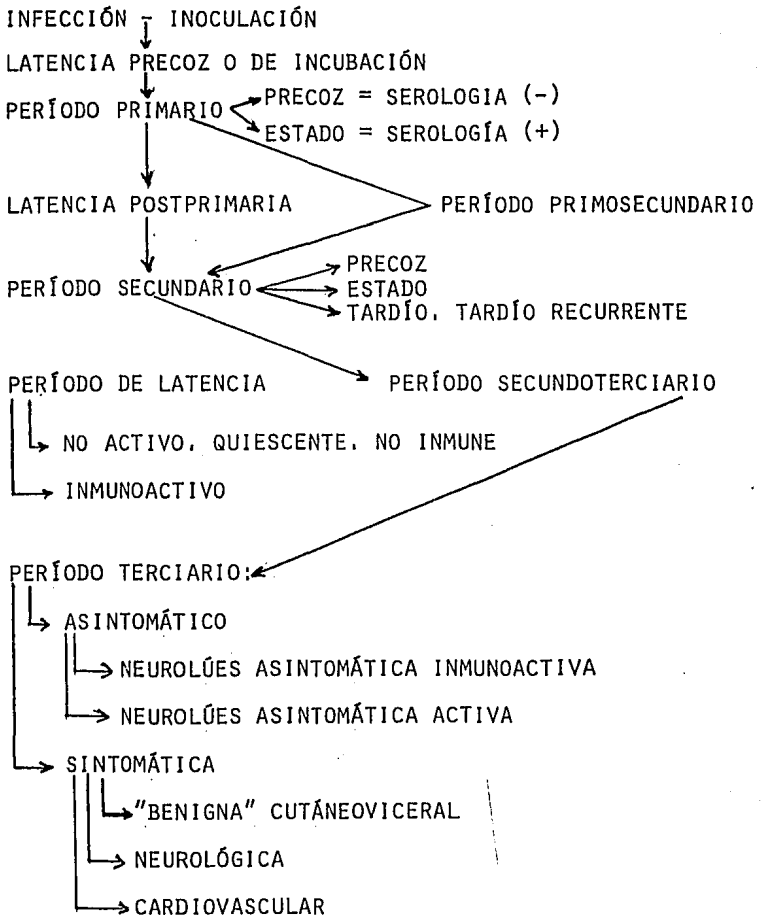 INFECCIÓN - INOCULACIÓN
LATENCIA PRECOZ O DE INCUBACIÓN
PERÍODO PRIMARIO
PRECOZ = SEROLOGIA (-)
ESTADO = SEROLOGÍA (+)
LATENCIA POSTPRIMARIA
PERÍODO PRIMOSECUNDARIO
PERÍODO SECUNDARIO
PRECOZ
ESTADO
TARDÍO. TARDÍO RECURRENTE
PERÍODO DE LATENCIA
PERÍODO SECUNDOTERCIARIO
NO ACTIVO. QUIESCENTE. NO INMUNE
INMUNOACTIVO
PERÍODO TERCIARIO:
ASINTOMÁTICO
NEUROLÚES ASINTOMÁTICA INMUNOACTIVA
NEUROLÚES ASINTOMÁTICA ACTIVA
SINTOMÁTICA
"BENIGNA" CUTÁNEOVICERAL
NEUROLÓGICA
CARDIOVASCULAR